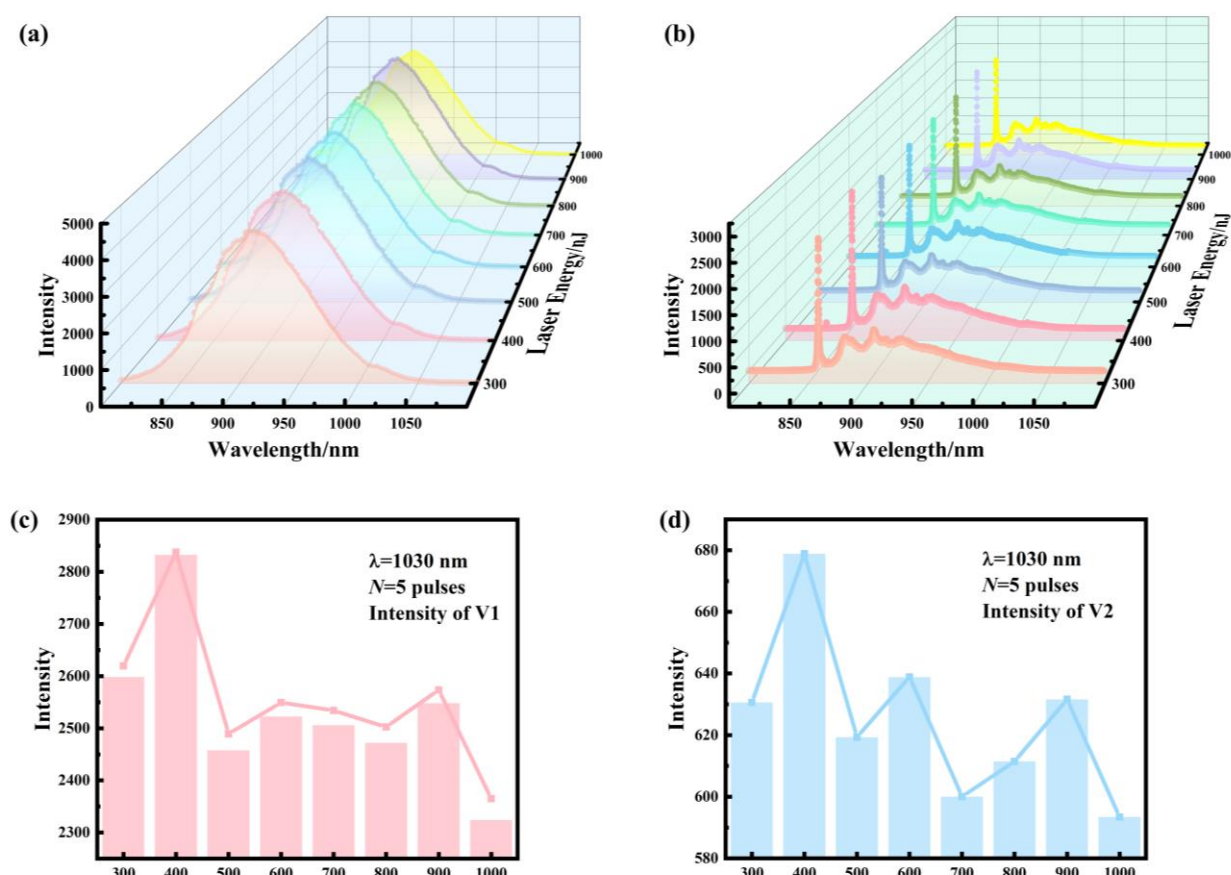 (a)
5000
4000
3000
2000
1000
0
Intensity
850
900
950
1000
1050
Wavelength/nm
300
400
500
600
700
800
900
1000
Laser Energy/nJ
(b)
3000
2500
2000
1500
1000
500
0
Intensity
850
900
950
1000
1050
Wavelength/nm
300
400
500
600
700
800
900
1000
Laser Energy/nJ
(c)
2900
2800
2700
2600
2500
2400
2300
Intensity
λ=1030 nm
N=5 pulses
Intensity of V1
300 400 500 600 700 800 900 1000
(d)
680
660
640
620
600
580
Intensity
λ=1030 nm
N=5 pulses
Intensity of V2
300 400 500 600 700 800 900 1000